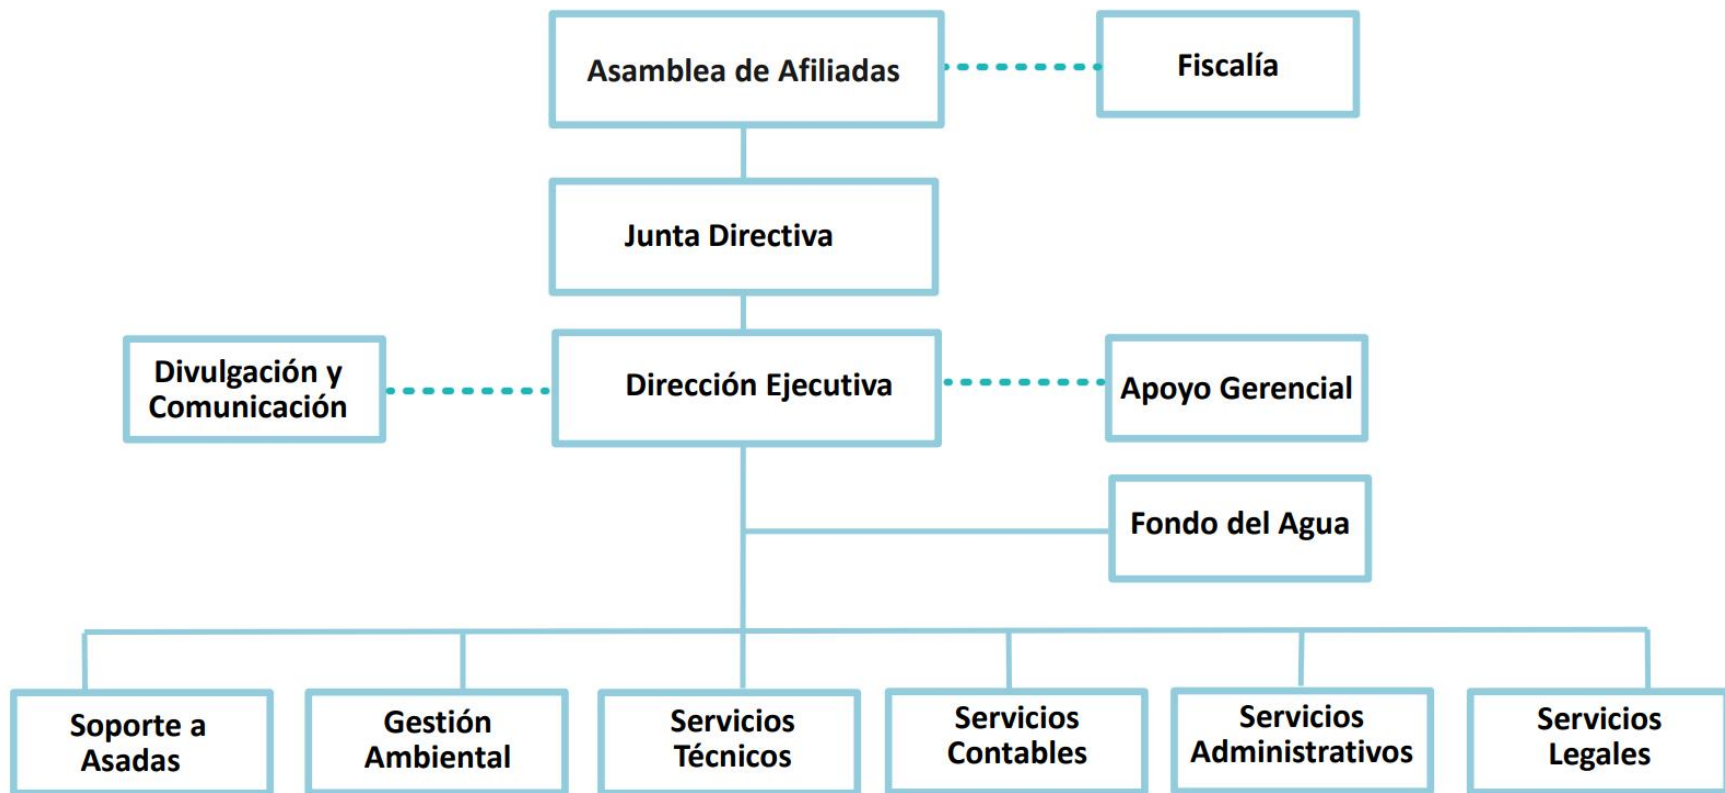 Asamblea de Afiliadas
Fiscalía
Junta Directiva
Divulgación y
Comunicación
Dirección Ejecutiva
Apoyo Gerencial
Fondo del Agua
Soporte a
Asadas
Gestión
Ambiental
Servicios
Técnicos
Servicios
Contables
Servicios
Administrativos
Servicios
Legales